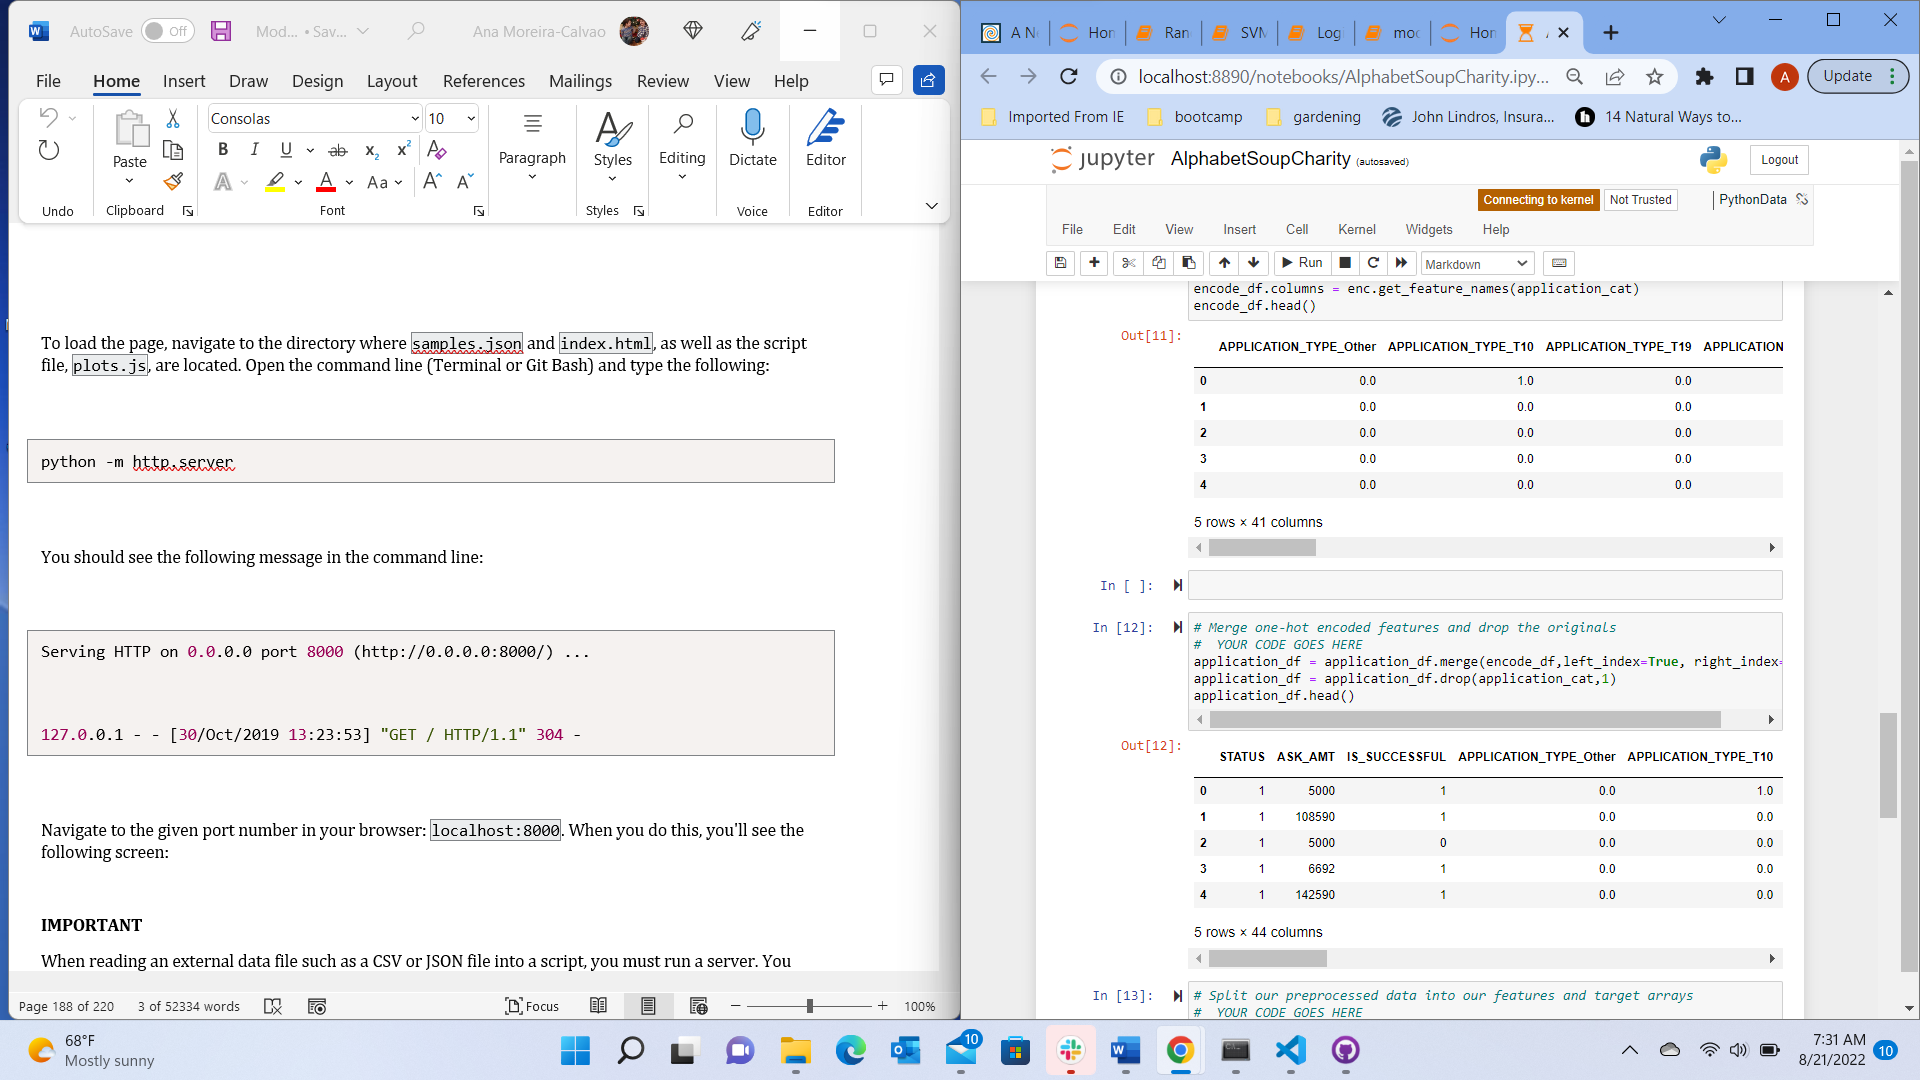 AutoSave Off Mod... • Sav... Ana Moreira-Calvao
File Home Insert Draw Design Layout References Mailings Review View Help
Consolas 10
Paste Paragraph Styles Editing Dictate Editor
Undo Clipboard Font Styles Voice Editor
To load the page, navigate to the directory where samples.json and index.html, as well as the script
file, plots.js, are located. Open the command line (Terminal or Git Bash) and type the following:
python -m http.server
You should see the following message in the command line:
Serving HTTP on 0.0.0.0 port 8000 (http://0.0.0.0:8000/) ...
127.0.0.1 - - [30/Oct/2019 13:23:53] "GET / HTTP/1.1" 304 -
Navigate to the given port number in your browser: localhost:8000. When you do this, you'll see the
following screen:
IMPORTANT
When reading an external data file such as a CSV or JSON file into a script, you must run a server. You
Page 188 of 220 3 of 52334 words Focus 100%
A N Hon Ran SVM Log moc Hon
localhost:8890/notebooks/AlphabetSoupCharity.ipy... A Update
Imported From IE bootcamp gardening John Lindros, Insura... 14 Natural Ways to...
jupyter AlphabetSoupCharity (autosaved) Logout
Connecting to kernel Not Trusted PythonData
File Edit View Insert Cell Kernel Widgets Help
Run Markdown
encode_df.columns = enc.get_feature_names(application_cat)
encode_df.head()
Out[11]:
APPLICATION_TYPE_Other APPLICATION_TYPE_T10 APPLICATION_TYPE_T19 APPLICATION
0 0.0 1.0 0.0
1 0.0 0.0 0.0
2 0.0 0.0 0.0
3 0.0 0.0 0.0
4 0.0 0.0 0.0
5 rows × 41 columns
In [ ]:
In [12]: # Merge one-hot encoded features and drop the originals
# YOUR CODE GOES HERE
application_df = application_df.merge(encode_df,left_index=True, right_index=
application_df = application_df.drop(application_cat,1)
application_df.head()
Out[12]:
STATUS ASK_AMT IS_SUCCESSFUL APPLICATION_TYPE_Other APPLICATION_TYPE_T10
0 1 5000 1 0.0 1.0
1 1 108590 1 0.0 0.0
2 1 5000 0 0.0 0.0
3 1 6692 1 0.0 0.0
4 1 142590 1 0.0 0.0
5 rows × 44 columns
In [13]: # Split our preprocessed data into our features and target arrays
# YOUR CODE GOES HERE
68°F
Mostly sunny
10
7:31 AM
8/21/2022
10